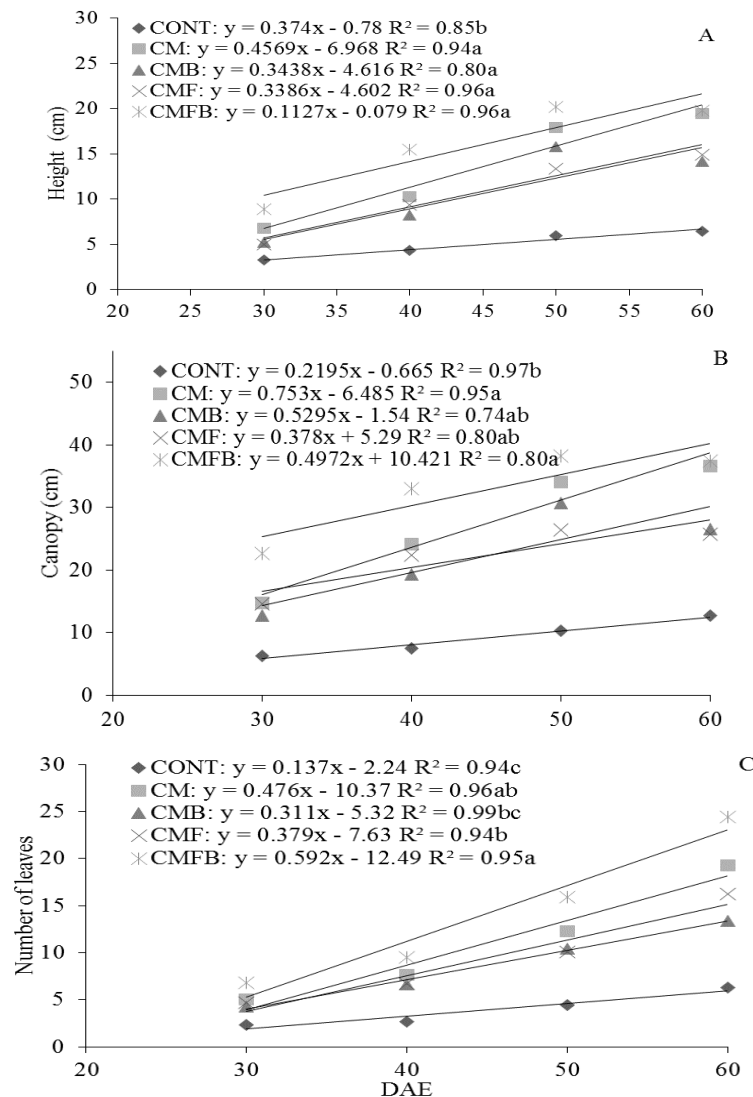 A
◆CONT: y = 0.374x - 0.78 R² = 0.85b
■CM: y = 0.4569x - 6.968 R² = 0.94a
▲CMB: y = 0.3438x - 4.616 R² = 0.80a
×CMF: y = 0.3386x - 4.602 R² = 0.96a
CMFB: y = 0.1127x - 0.079 R² = 0.96a
Height (cm)
30
25
20
15
10
5
0
20 25 30 35 40 45 50 55 60
B
◆CONT: y = 0.2195x - 0.665 R² = 0.97b
■CM: y = 0.753x - 6.485 R² = 0.95a
▲CMB: y = 0.5295x - 1.54 R² = 0.74ab
×CMF: y = 0.378x + 5.29 R² = 0.80ab
CMFB: y = 0.4972x + 10.421 R² = 0.80a
Canopy (cm)
50
40
30
20
10
0
20 30 40 50 60
C
◆CONT: y = 0.137x - 2.24 R² = 0.94c
■CM: y = 0.476x - 10.37 R² = 0.96ab
▲CMB: y = 0.311x - 5.32 R² = 0.99bc
×CMF: y = 0.379x - 7.63 R² = 0.94b
CMFB: y = 0.592x - 12.49 R² = 0.95a
Number of leaves
30
25
20
15
10
5
0
20 30 40 50 60
DAE